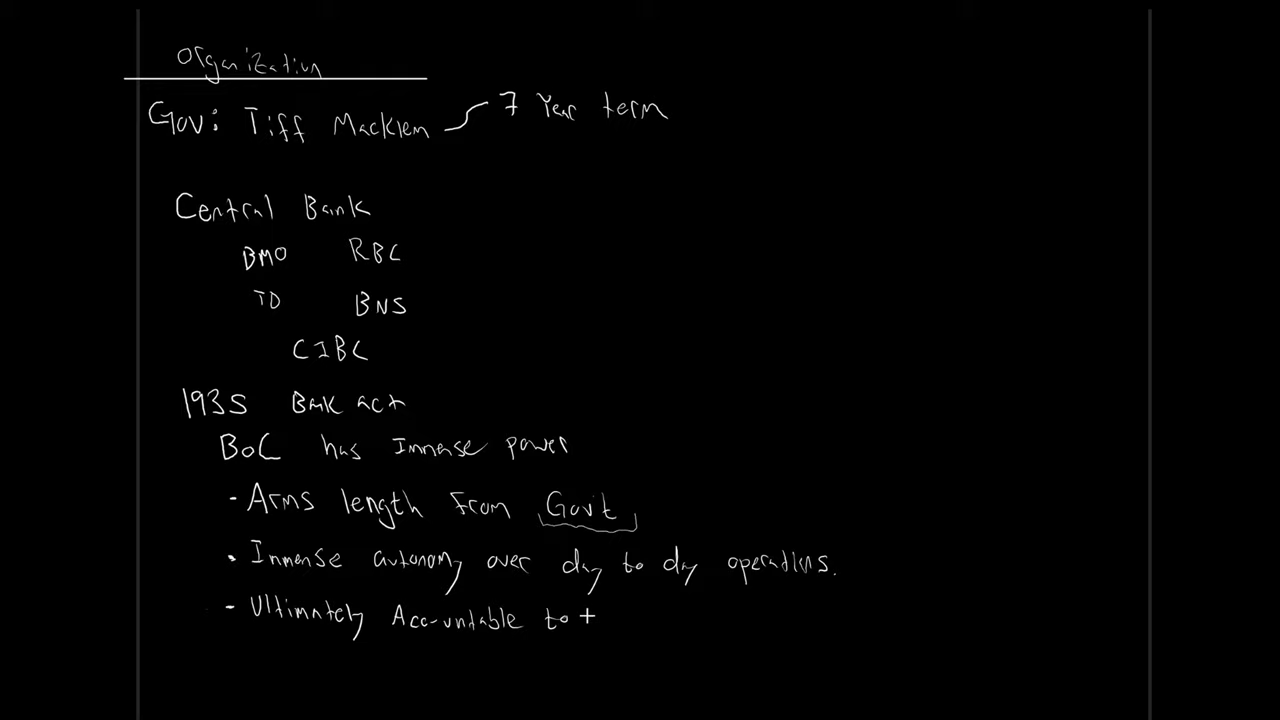 Organization
Gov: Tiff Macklem 7 Year term
Central Bank
BMO RBC
TD BNS
CIBC
1935 Bank act
BoC has Immense power
- Arms length from Gov't
• Immense autonomy over day to day operations.
- Ultimately Accountable to t